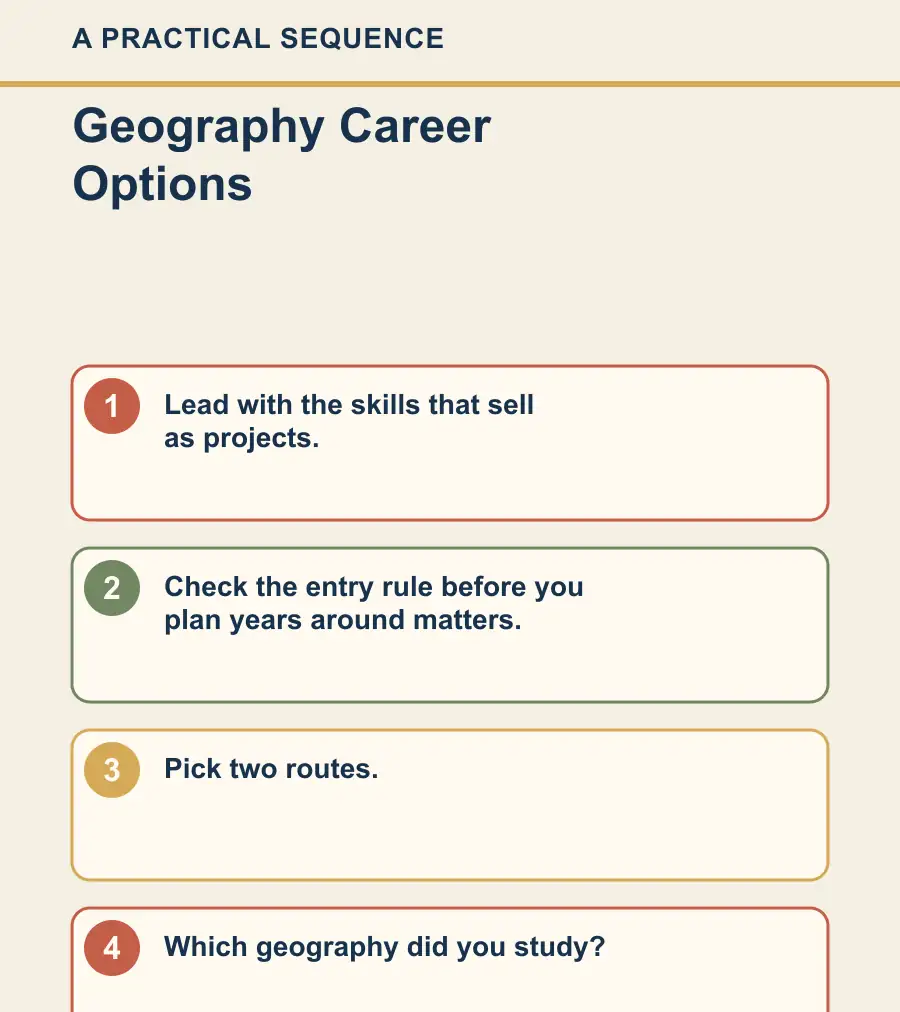 A PRACTICAL SEQUENCE
Geography Career
Options
1
Lead with the skills that sell
as projects.
2
Check the entry rule before you
plan years around matters.
3
Pick two routes.
4
Which geography did you study?